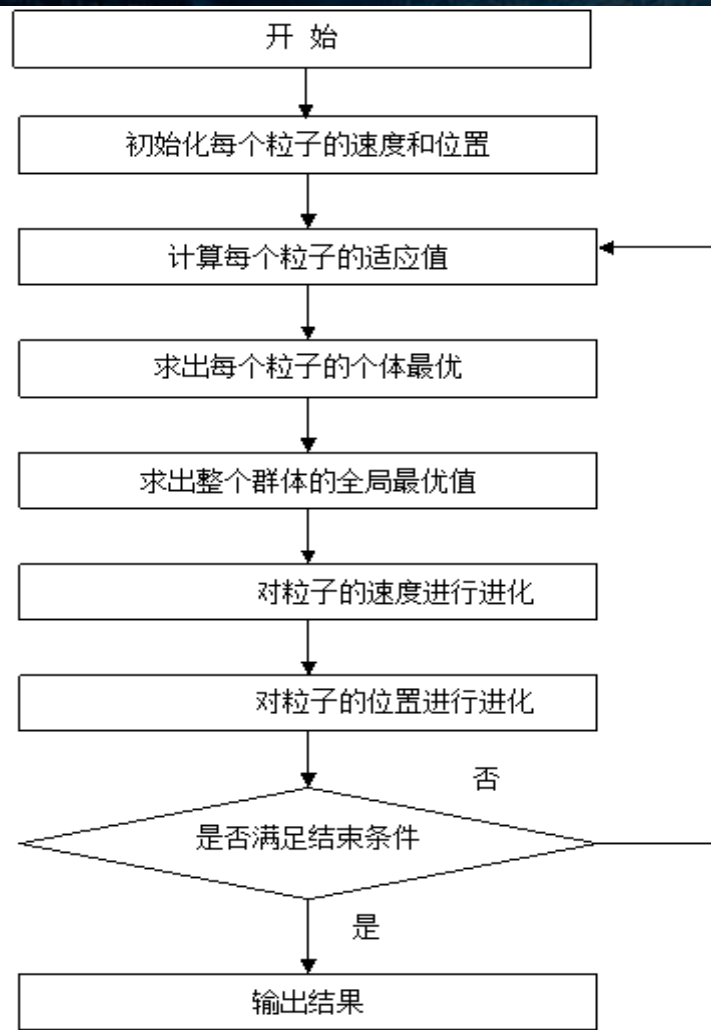 开 始
初始化每个粒子的速度和位置
计算每个粒子的适应值
求出每个粒子的个体最优
求出整个群体的全局最优值
对粒子的速度进行进化
对粒子的位置进行进化
否
是否满足结束条件
是
输出结果